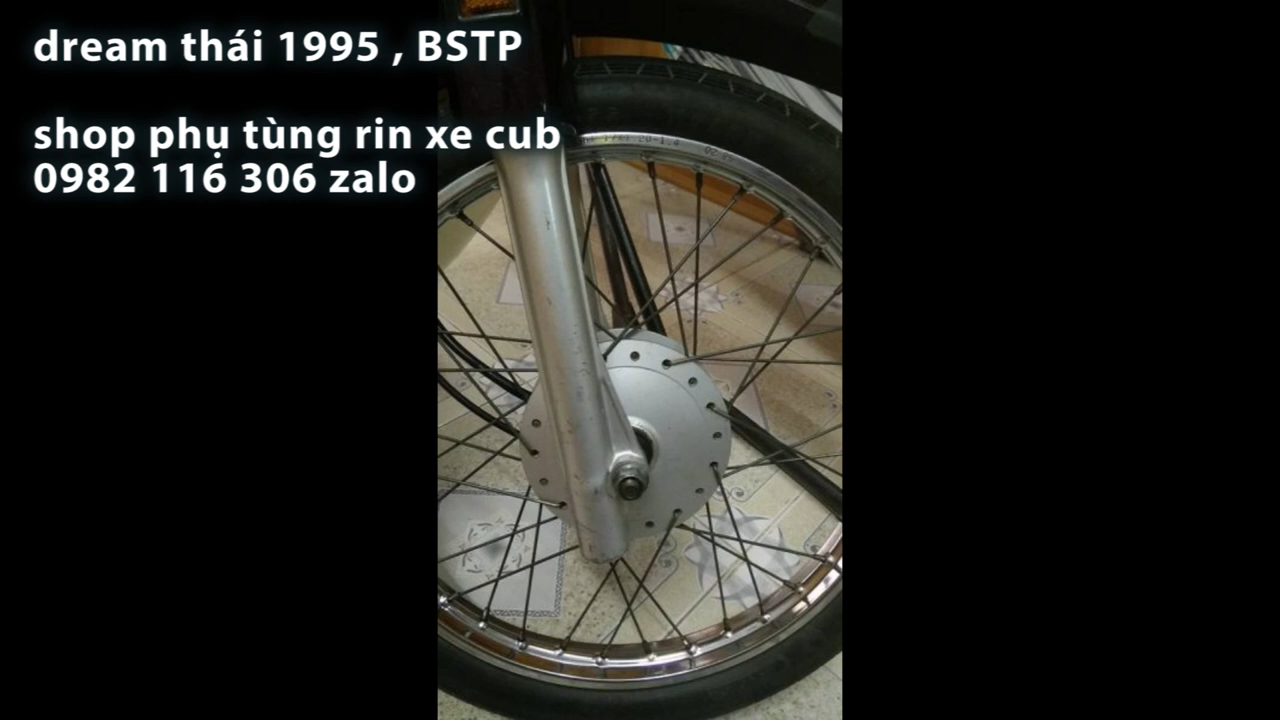 dream thái 1995 , BSTP
shop phụ tùng rin xe cub
0982 116 306 zalo